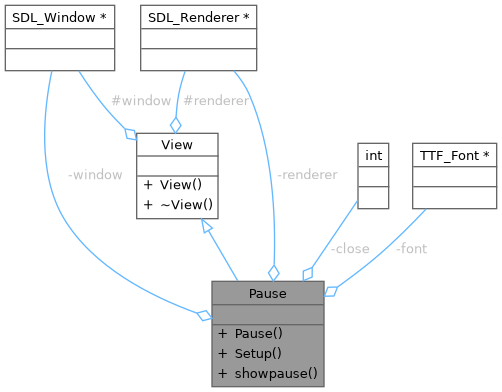 SDL_Window *
SDL_Renderer *
#window
#renderer
View
+ View()
+ ~View()
int
TTF_Font *
-window
-renderer
-close
-font
Pause
+ Pause()
+ Setup()
+ showpause()